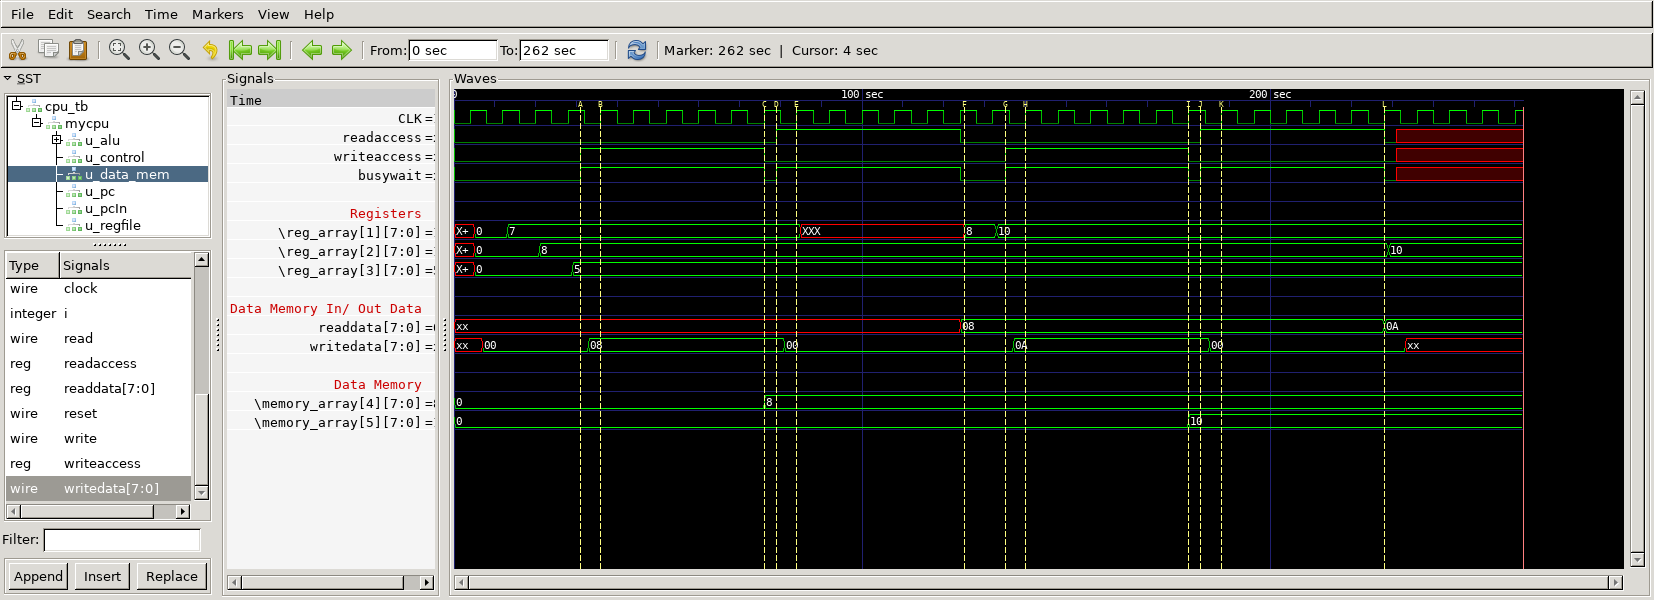 File Edit Search Time Markers View Help
From: 0 sec To: 262 sec Marker: 262 sec | Cursor: 4 sec
SST
cpu_tb
mycpu
u_alu
u_control
u_data_mem
u_pc
u_pcIn
u_regfile
Type Signals
wire clock
integer i
wire read
reg readaccess
reg readdata[7:0]
wire reset
wire write
reg writeaccess
wire writedata[7:0]
Filter:
Append Insert Replace
Signals
Time
CLK =
readaccess =
writeaccess =
busywait =
Registers
\reg_array[1][7:0] =
\reg_array[2][7:0] =
\reg_array[3][7:0] =
Data Memory In/ Out Data
readdata[7:0] =
writedata[7:0] =
Data Memory
\memory_array[4][7:0] =
\memory_array[5][7:0] =
Waves
0 100 sec 200 sec
A B C D E F G H I J K L
X+ 0 7 XXX 8 10
X+ 0 8 10
X+ 0 5
xx 08 0A
xx 00 08 00 0A 00 xx
0 8
0 10